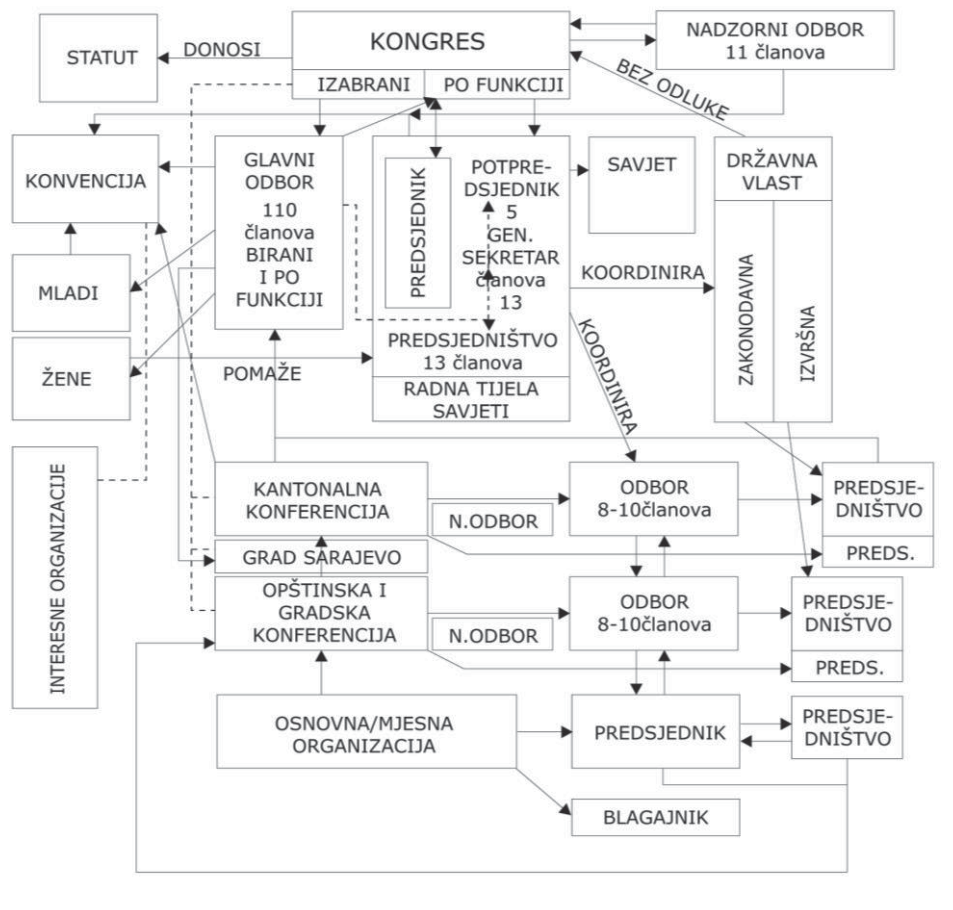 STATUT
DONOSI
KONGRES
IZABRANI
PO FUNKCIJI
NADZORNI ODBOR
11 članova
BEZ ODLUKE
KONVENCIJA
GLAVNI
ODBOR
110
članova
BIRANI
I PO
FUNKCIJI
PREDSJEDNIK
POTPRE-
DSJEDNIK
5
GEN.
SEKRETAR
članova
13
PREDSJEDNIŠTVO
13 članova
RADNA TIJELA
SAVJETI
SAVJET
DRŽAVNA
VLAST
ZAKONODAVNA
IZVRŠNA
KOORDINIRA
KOORDINIRA
MLADI
ŽENE
POMAŽE
INTERESNE ORGANIZACIJE
KANTONALNA
KONFERENCIJA
N.ODBOR
ODBOR
8-10članova
PREDSJE-
DNIŠTVO
PREDS.
GRAD SARAJEVO
OPŠTINSKA I
GRADSKA
KONFERENCIJA
N.ODBOR
ODBOR
8-10članova
PREDSJE-
DNIŠTVO
PREDS.
OSNOVNA/MJESNA
ORGANIZACIJA
PREDSJEDNIK
PREDSJE-
DNIŠTVO
BLAGAJNIK